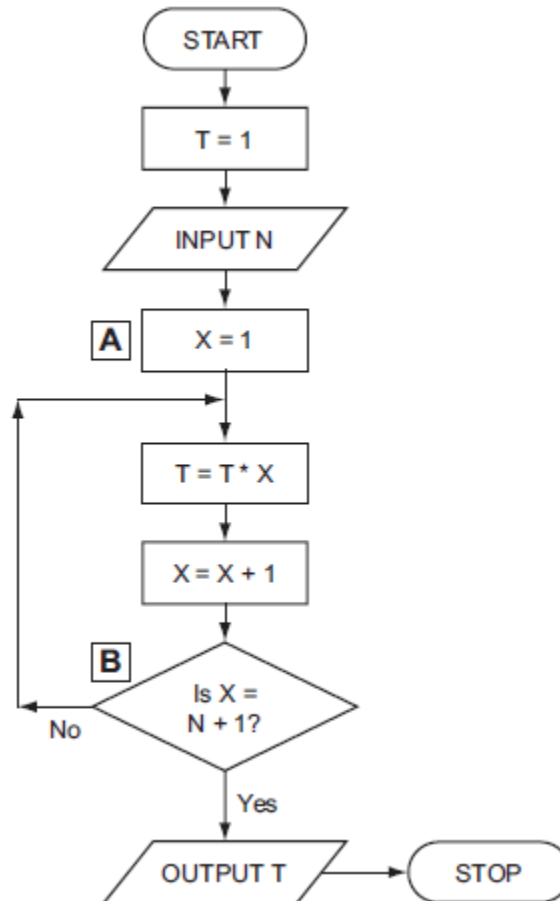 START
T = 1
INPUT N
A
X = 1
T = T * X
X = X + 1
B
Is X =
N + 1?
No
Yes
OUTPUT T
STOP